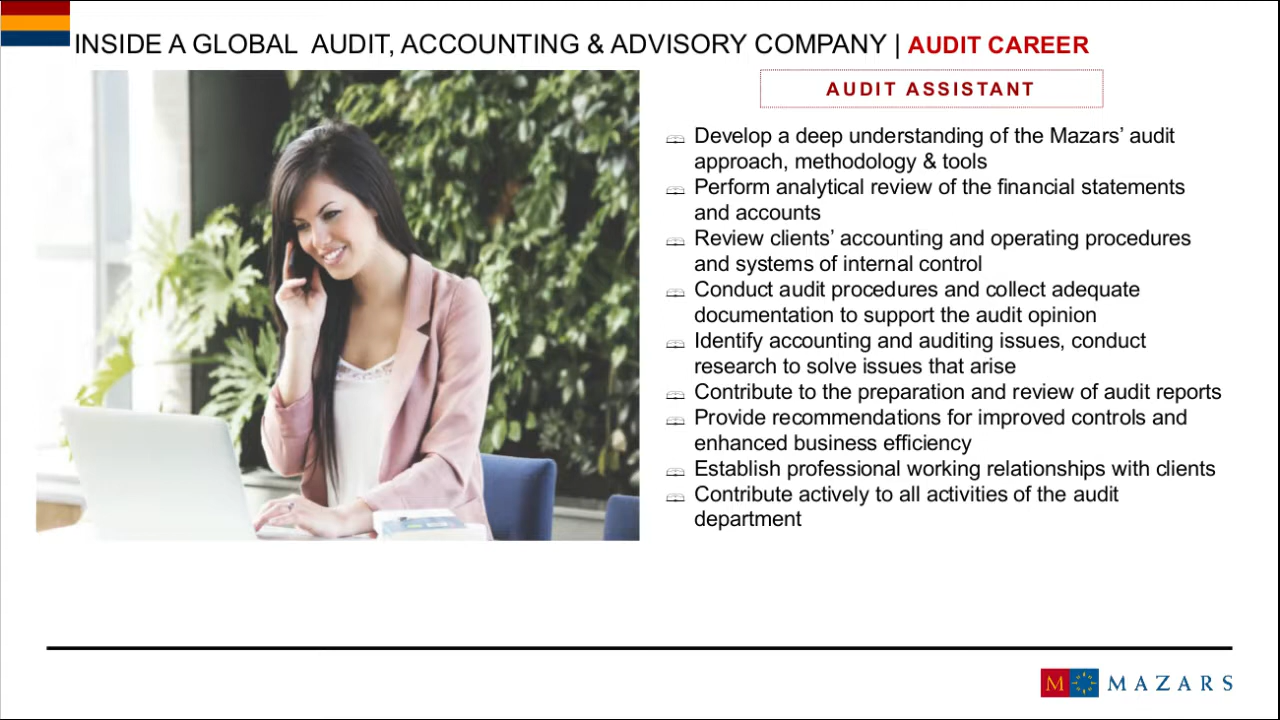 INSIDE A GLOBAL AUDIT, ACCOUNTING & ADVISORY COMPANY | AUDIT CAREER
AUDIT ASSISTANT
Develop a deep understanding of the Mazars’ audit
approach, methodology & tools
Perform analytical review of the financial statements
and accounts
Review clients’ accounting and operating procedures
and systems of internal control
Conduct audit procedures and collect adequate
documentation to support the audit opinion
Identify accounting and auditing issues, conduct
research to solve issues that arise
Contribute to the preparation and review of audit reports
Provide recommendations for improved controls and
enhanced business efficiency
Establish professional working relationships with clients
Contribute actively to all activities of the audit
department
M MAZARS